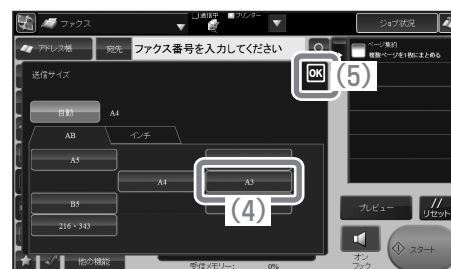 ファクス
通信中
プリンター
ジョブ状況
アドレス帳
宛先
ファクス番号を入力してください
ページ集約
複数ページを1枚にまとめる
送信サイズ
OK
(5)
自動
A4
AB
インチ
A5
A4
A3
(4)
B5
216・343
プレビュー
リセット
他の機能
受信メモリー:
0%
オン
フック
スタート